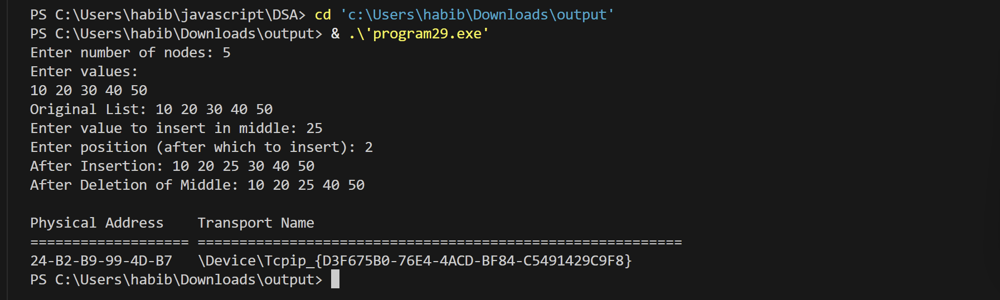 PS C:\Users\habib\javascript\DSA> cd 'c:\Users\habib\Downloads\output'
PS C:\Users\habib\Downloads\output> & .\'program29.exe'
Enter number of nodes: 5
Enter values:
10 20 30 40 50
Original List: 10 20 30 40 50
Enter value to insert in middle: 25
Enter position (after which to insert): 2
After Insertion: 10 20 25 30 40 50
After Deletion of Middle: 10 20 25 40 50

Physical Address    Transport Name
=================== ==========================================================
24-B2-B9-99-4D-B7   \Device\Tcpip_{D3F675B0-76E4-4ACD-BF84-C5491429C9F8}
PS C:\Users\habib\Downloads\output>